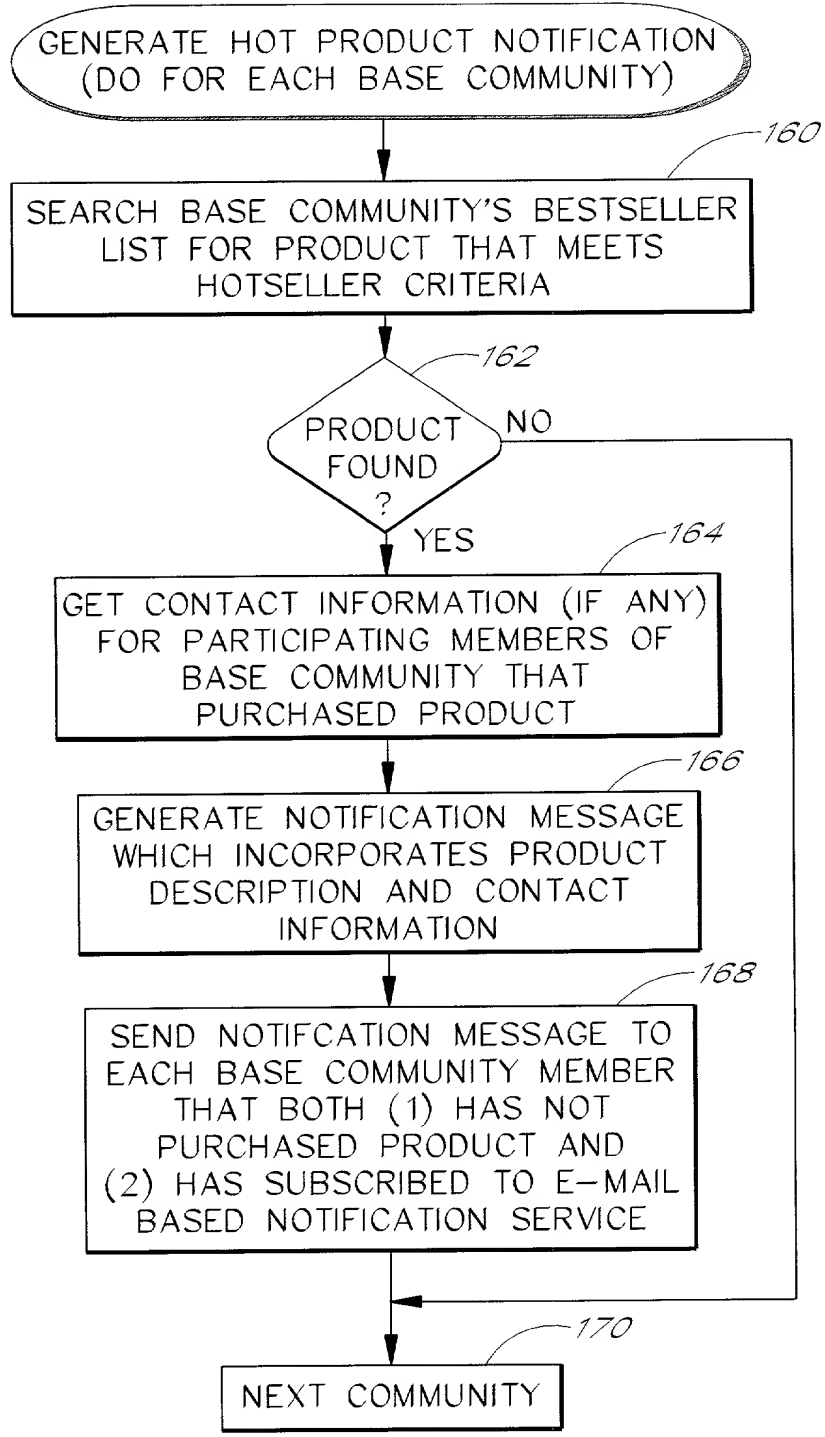 GENERATE HOT PRODUCT NOTIFICATION
(DO FOR EACH BASE COMMUNITY)
160
SEARCH BASE COMMUNITY'S BESTSELLER
LIST FOR PRODUCT THAT MEETS
HOTSELLER CRITERIA
162
PRODUCT
FOUND
?
NO
YES
164
GET CONTACT INFORMATION (IF ANY)
FOR PARTICIPATING MEMBERS OF
BASE COMMUNITY THAT
PURCHASED PRODUCT
166
GENERATE NOTIFICATION MESSAGE
WHICH INCORPORATES PRODUCT
DESCRIPTION AND CONTACT
INFORMATION
168
SEND NOTIFCATION MESSAGE TO
EACH BASE COMMUNITY MEMBER
THAT BOTH (1) HAS NOT
PURCHASED PRODUCT AND
(2) HAS SUBSCRIBED TO E-MAIL
BASED NOTIFICATION SERVICE
170
NEXT COMMUNITY